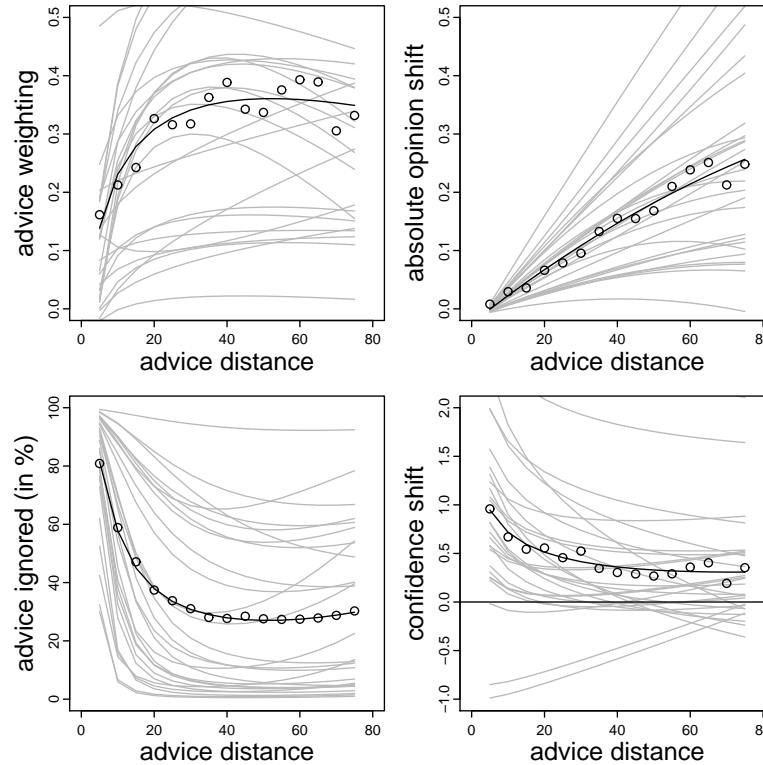 advice weighting
0.5
0.4
0.3
0.2
0.1
0.0
0 20 40 60 80
advice distance
absolute opinion shift
0.5
0.4
0.3
0.2
0.1
0.0
0 20 40 60 80
advice distance
advice ignored (in %)
100
80
60
40
20
0
0 20 40 60 80
advice distance
confidence shift
2.0
1.5
1.0
0.5
0.0
−0.5
−1.0
0 20 40 60 80
advice distance